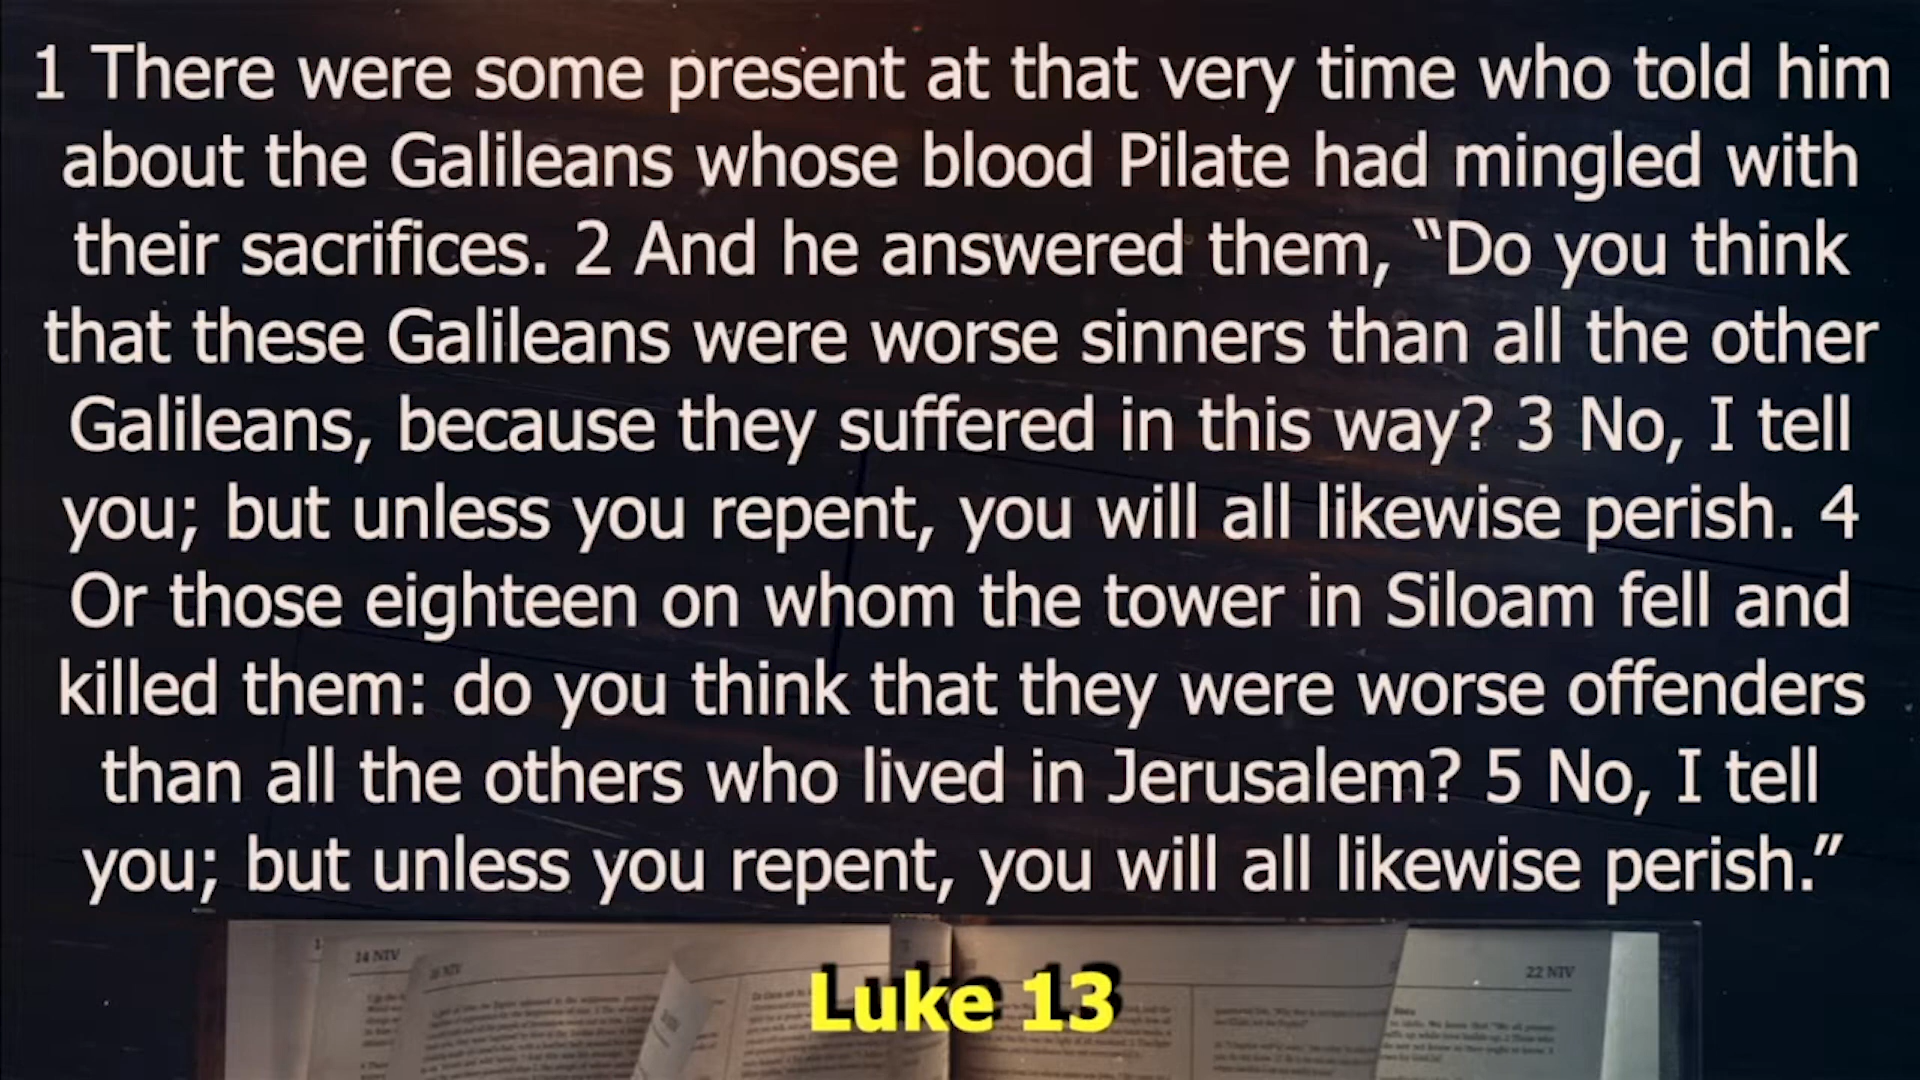 1 There were some present at that very time who told him
about the Galileans whose blood Pilate had mingled with
their sacrifices. 2 And he answered them, “Do you think
that these Galileans were worse sinners than all the other
Galileans, because they suffered in this way? 3 No, I tell
you; but unless you repent, you will all likewise perish. 4
Or those eighteen on whom the tower in Siloam fell and
killed them: do you think that they were worse offenders
than all the others who lived in Jerusalem? 5 No, I tell
you; but unless you repent, you will all likewise perish.”
14 NIV
22 NIV
Luke 13